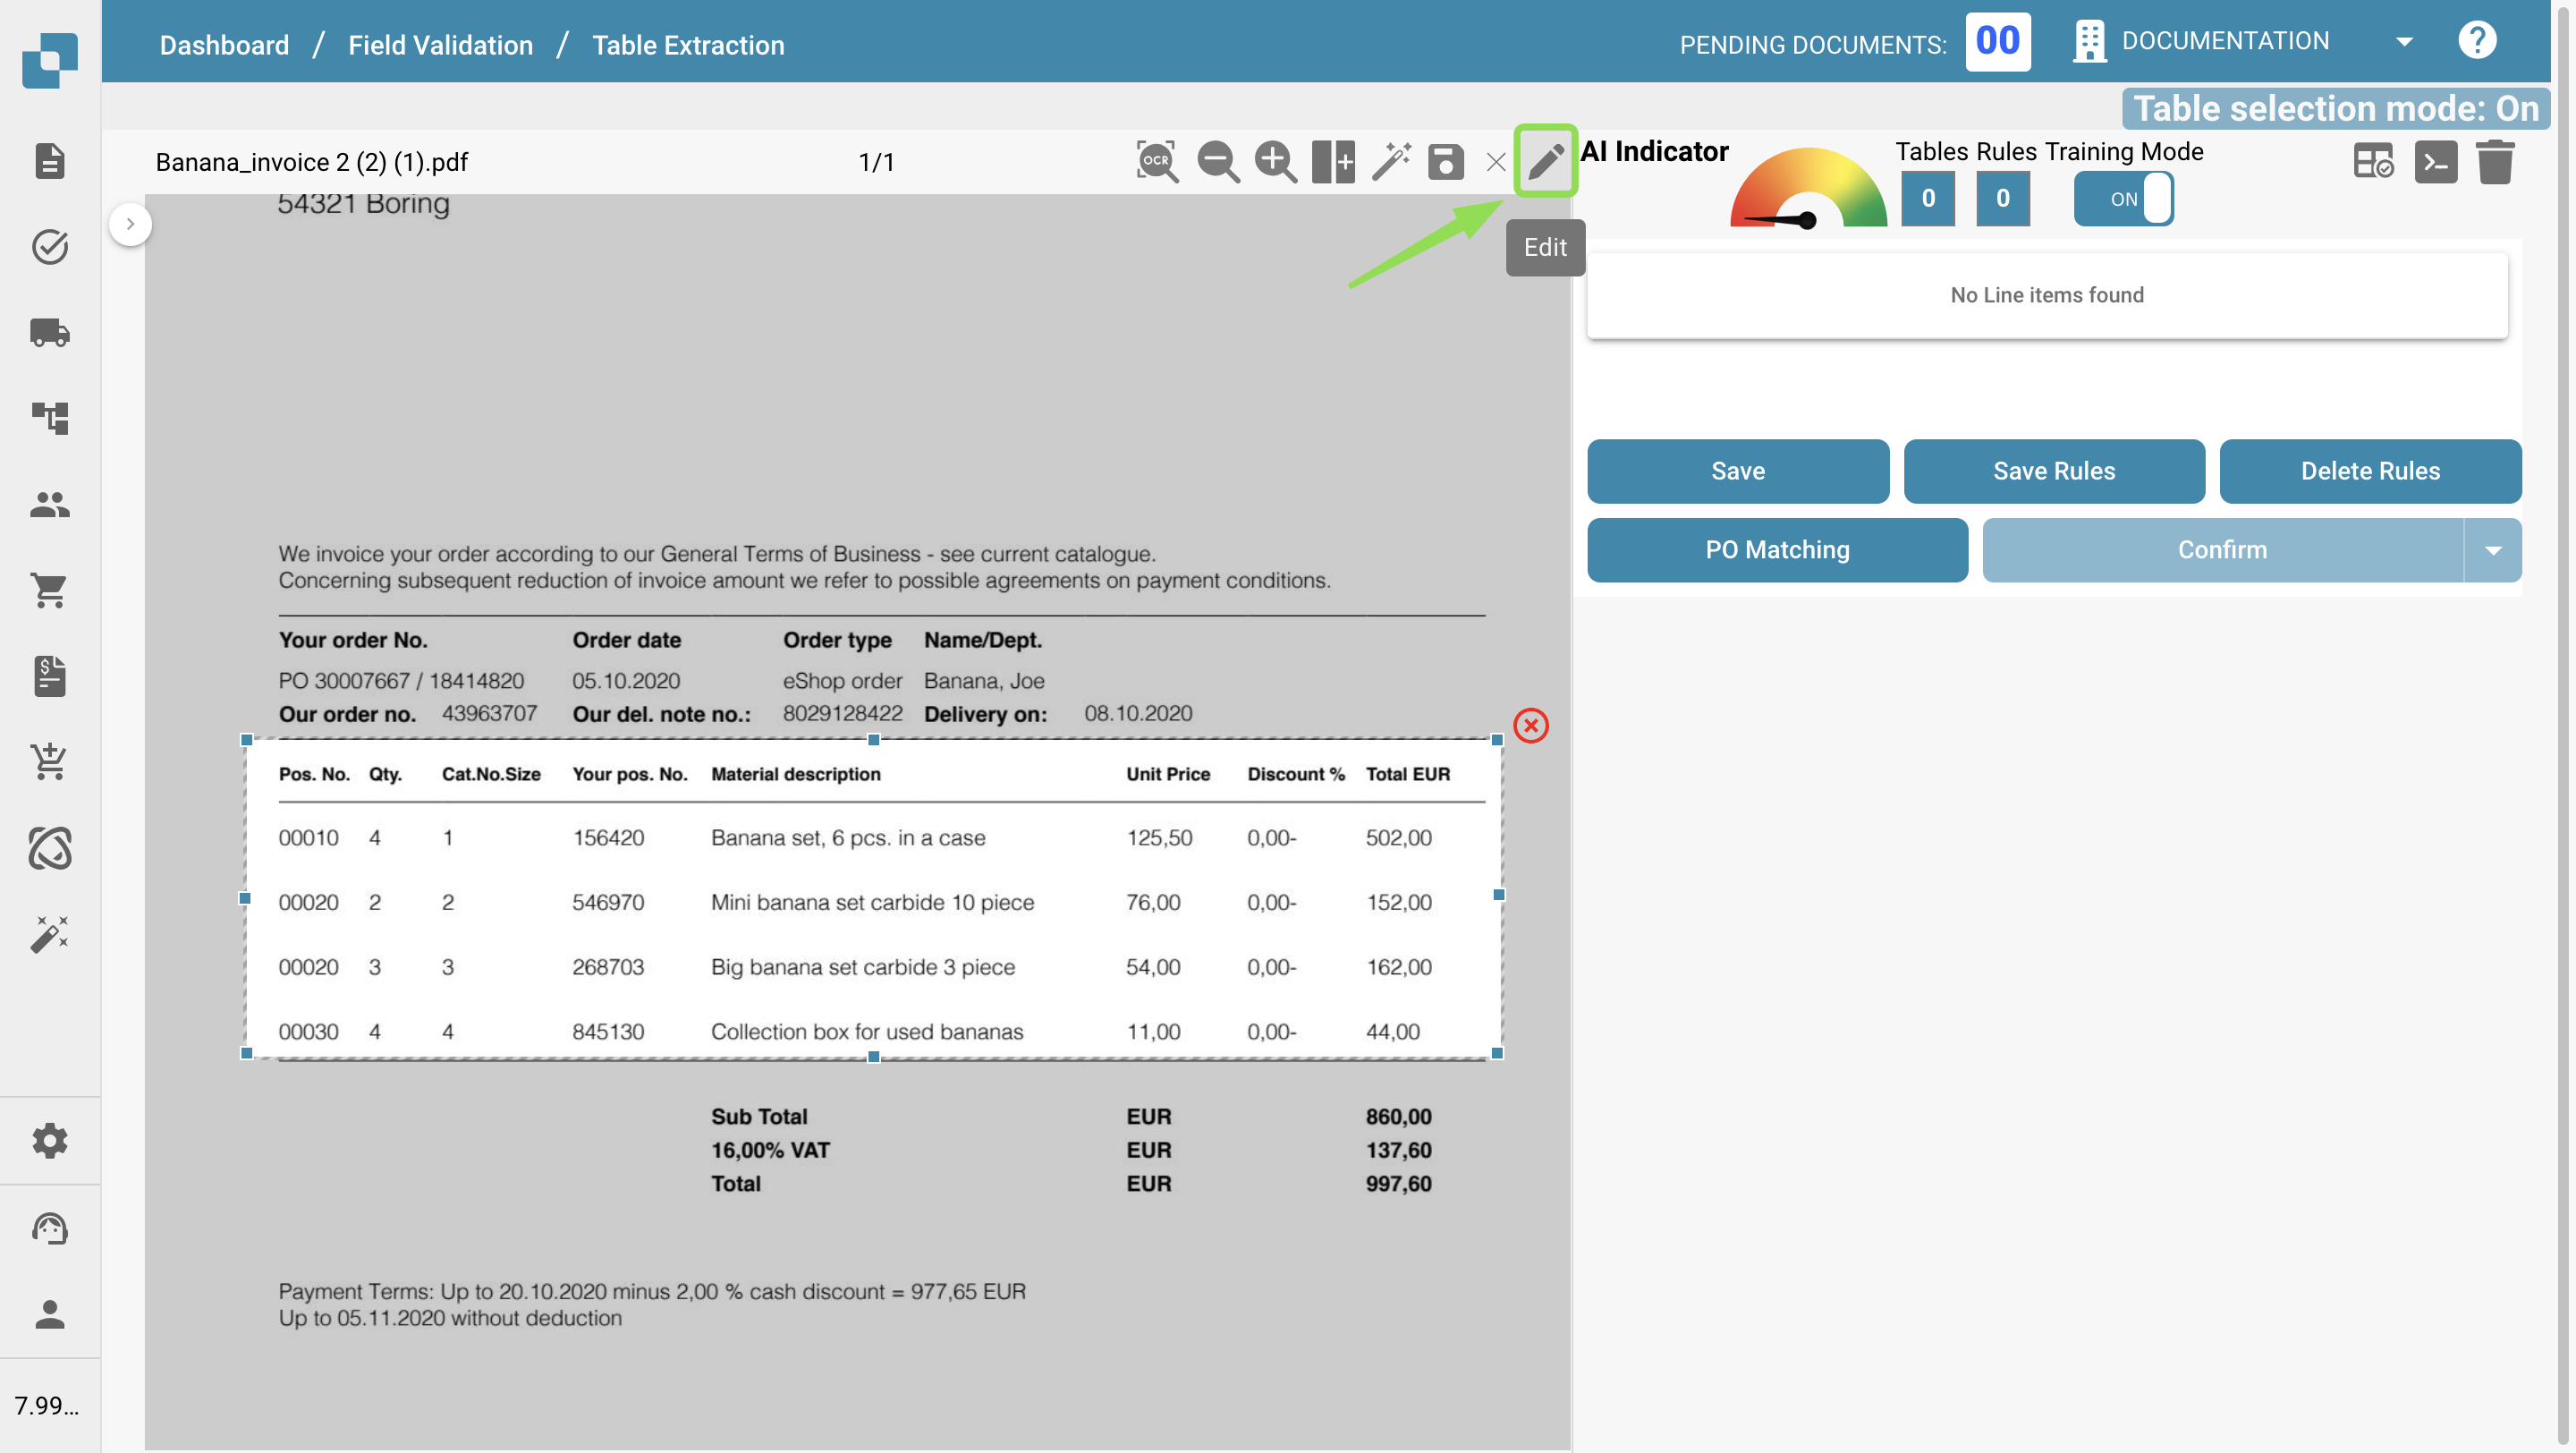 Dashboard / Field Validation / Table Extraction
PENDING DOCUMENTS: 00 DOCUMENTATION ?
Table selection mode: On
Banana_invoice 2 (2) (1).pdf 1/1 OCR
Edit
AI Indicator Tables Rules Training Mode
0 0 ON
No Line items found
Save Save Rules Delete Rules
PO Matching Confirm
54321 Boring
We invoice your order according to our General Terms of Business - see current catalogue.
Concerning subsequent reduction of invoice amount we refer to possible agreements on payment conditions.
Your order No. Order date Order type Name/Dept.
PO 30007667 / 18414820 05.10.2020 eShop order Banana, Joe
Our order no. 43963707 Our del. note no.: 8029128422 Delivery on: 08.10.2020
Pos. No. Qty. Cat.No.Size Your pos. No. Material description Unit Price Discount % Total EUR
00010 4 1 156420 Banana set, 6 pcs. in a case 125,50 0,00- 502,00
00020 2 2 546970 Mini banana set carbide 10 piece 76,00 0,00- 152,00
00020 3 3 268703 Big banana set carbide 3 piece 54,00 0,00- 162,00
00030 4 4 845130 Collection box for used bananas 11,00 0,00- 44,00
Sub Total EUR 860,00
16,00% VAT EUR 137,60
Total EUR 997,60
Payment Terms: Up to 20.10.2020 minus 2,00 % cash discount = 977,65 EUR
Up to 05.11.2020 without deduction
7.99...